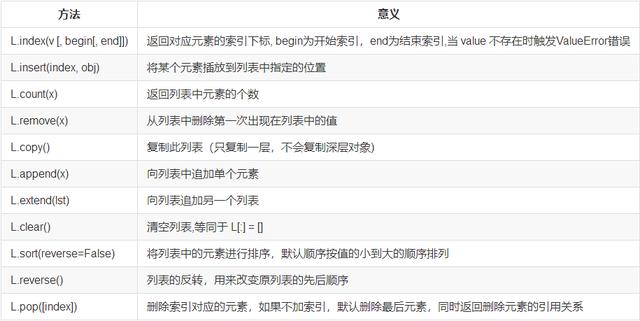 方法 意义
L.index(v [, begin[, end]]) 返回对应元素的索引下标, begin为开始索引，end为结束索引,当 value 不存在时触发ValueError错误
L.insert(index, obj) 将某个元素插放到列表中指定的位置
L.count(x) 返回列表中元素的个数
L.remove(x) 从列表中删除第一次出现在列表中的值
L.copy() 复制此列表（只复制一层，不会复制深层对象)
L.append(x) 向列表中追加单个元素
L.extend(lst) 向列表追加另一个列表
L.clear() 清空列表,等同于 L[:] = []
L.sort(reverse=False) 将列表中的元素进行排序，默认顺序按值的小到大的顺序排列
L.reverse() 列表的反转，用来改变原列表的先后顺序
L.pop([index]) 删除索引对应的元素，如果不加索引，默认删除最后元素，同时返回删除元素的引用关系